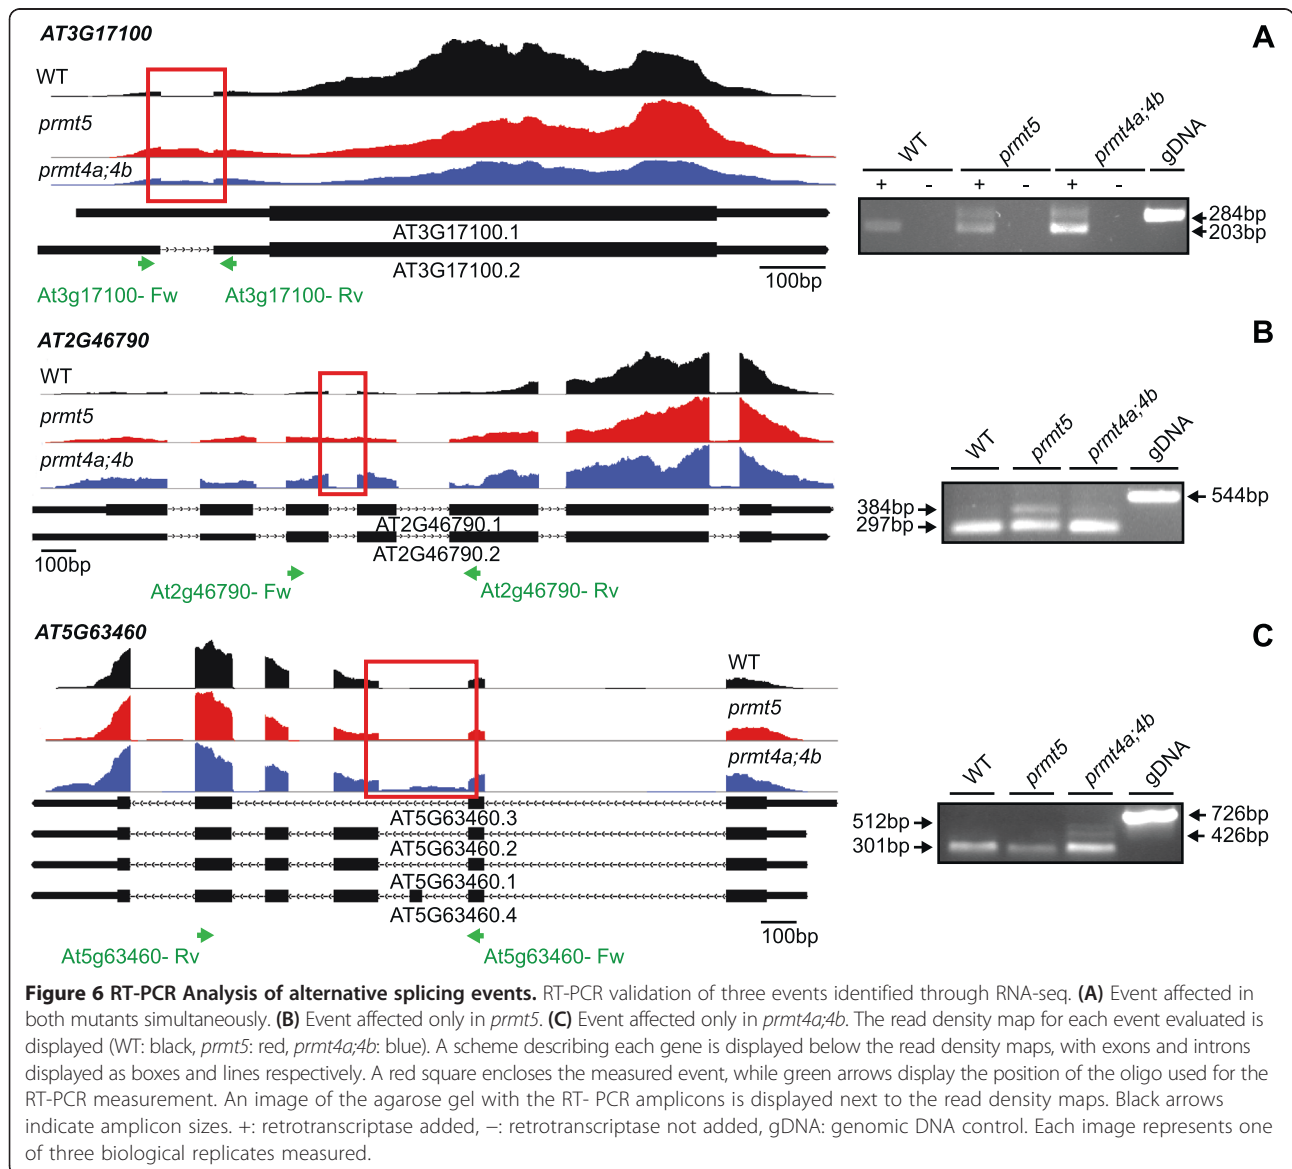 AT3G17100
A
WT
prmt5
prmt4a;4b
WT
prmt5
prmt4a;4b
gDNA
+ - + - + -
284bp
203bp
AT3G17100.1
AT3G17100.2
100bp
At3g17100- Fw
At3g17100- Rv
AT2G46790
B
WT
prmt5
prmt4a;4b
WT
prmt5
prmt4a;4b
gDNA
384bp
297bp
544bp
AT2G46790.1
AT2G46790.2
100bp
At2g46790- Fw
At2g46790- Rv
AT5G63460
C
WT
prmt5
prmt4a;4b
WT
prmt5
prmt4a;4b
gDNA
512bp
301bp
726bp
426bp
AT5G63460.3
AT5G63460.2
AT5G63460.1
AT5G63460.4
100bp
At5g63460- Rv
At5g63460- Fw
Figure 6 RT-PCR Analysis of alternative splicing events. RT-PCR validation of three events identified through RNA-seq. (A) Event affected in
both mutants simultaneously. (B) Event affected only in prmt5. (C) Event affected only in prmt4a;4b. The read density map for each event evaluated is
displayed (WT: black, prmt5: red, prmt4a;4b: blue). A scheme describing each gene is displayed below the read density maps, with exons and introns
displayed as boxes and lines respectively. A red square encloses the measured event, while green arrows display the position of the oligo used for the
RT-PCR measurement. An image of the agarose gel with the RT- PCR amplicons is displayed next to the read density maps. Black arrows
indicate amplicon sizes. +: retrotranscriptase added, −: retrotranscriptase not added, gDNA: genomic DNA control. Each image represents one
of three biological replicates measured.